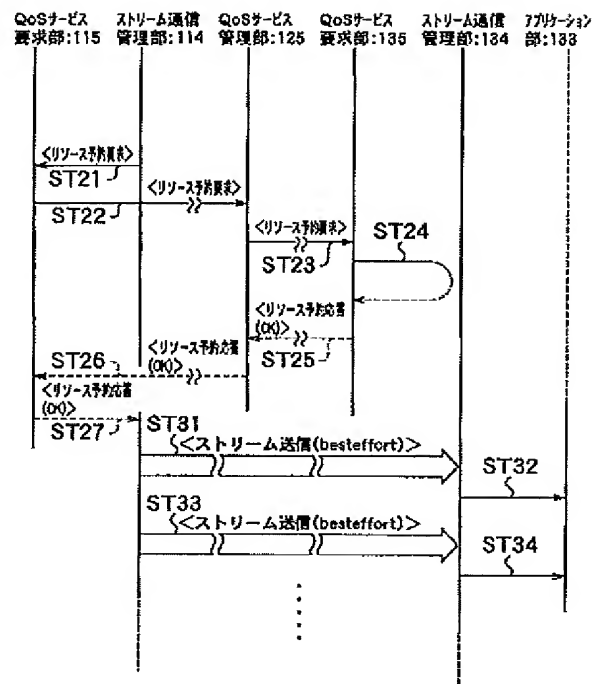 QoSサービス 要求部:115
ストリーム通信 管理部:114
QoSサービス 管理部:125
QoSサービス 要求部:135
ストリーム通信 管理部:134
アプリケーション 部:133
<リソース予約要求>
ST21
<リソース予約要求>
ST22
<リソース予約要求>
ST23
ST24
<リソース予約応答
(OK)>
ST25
<リソース予約応答
(OK)>
ST26
<リソース予約応答
(OK)>
ST27
ST31
<ストリーム送信(besteffort)>
ST32
ST33
<ストリーム送信(besteffort)>
ST34